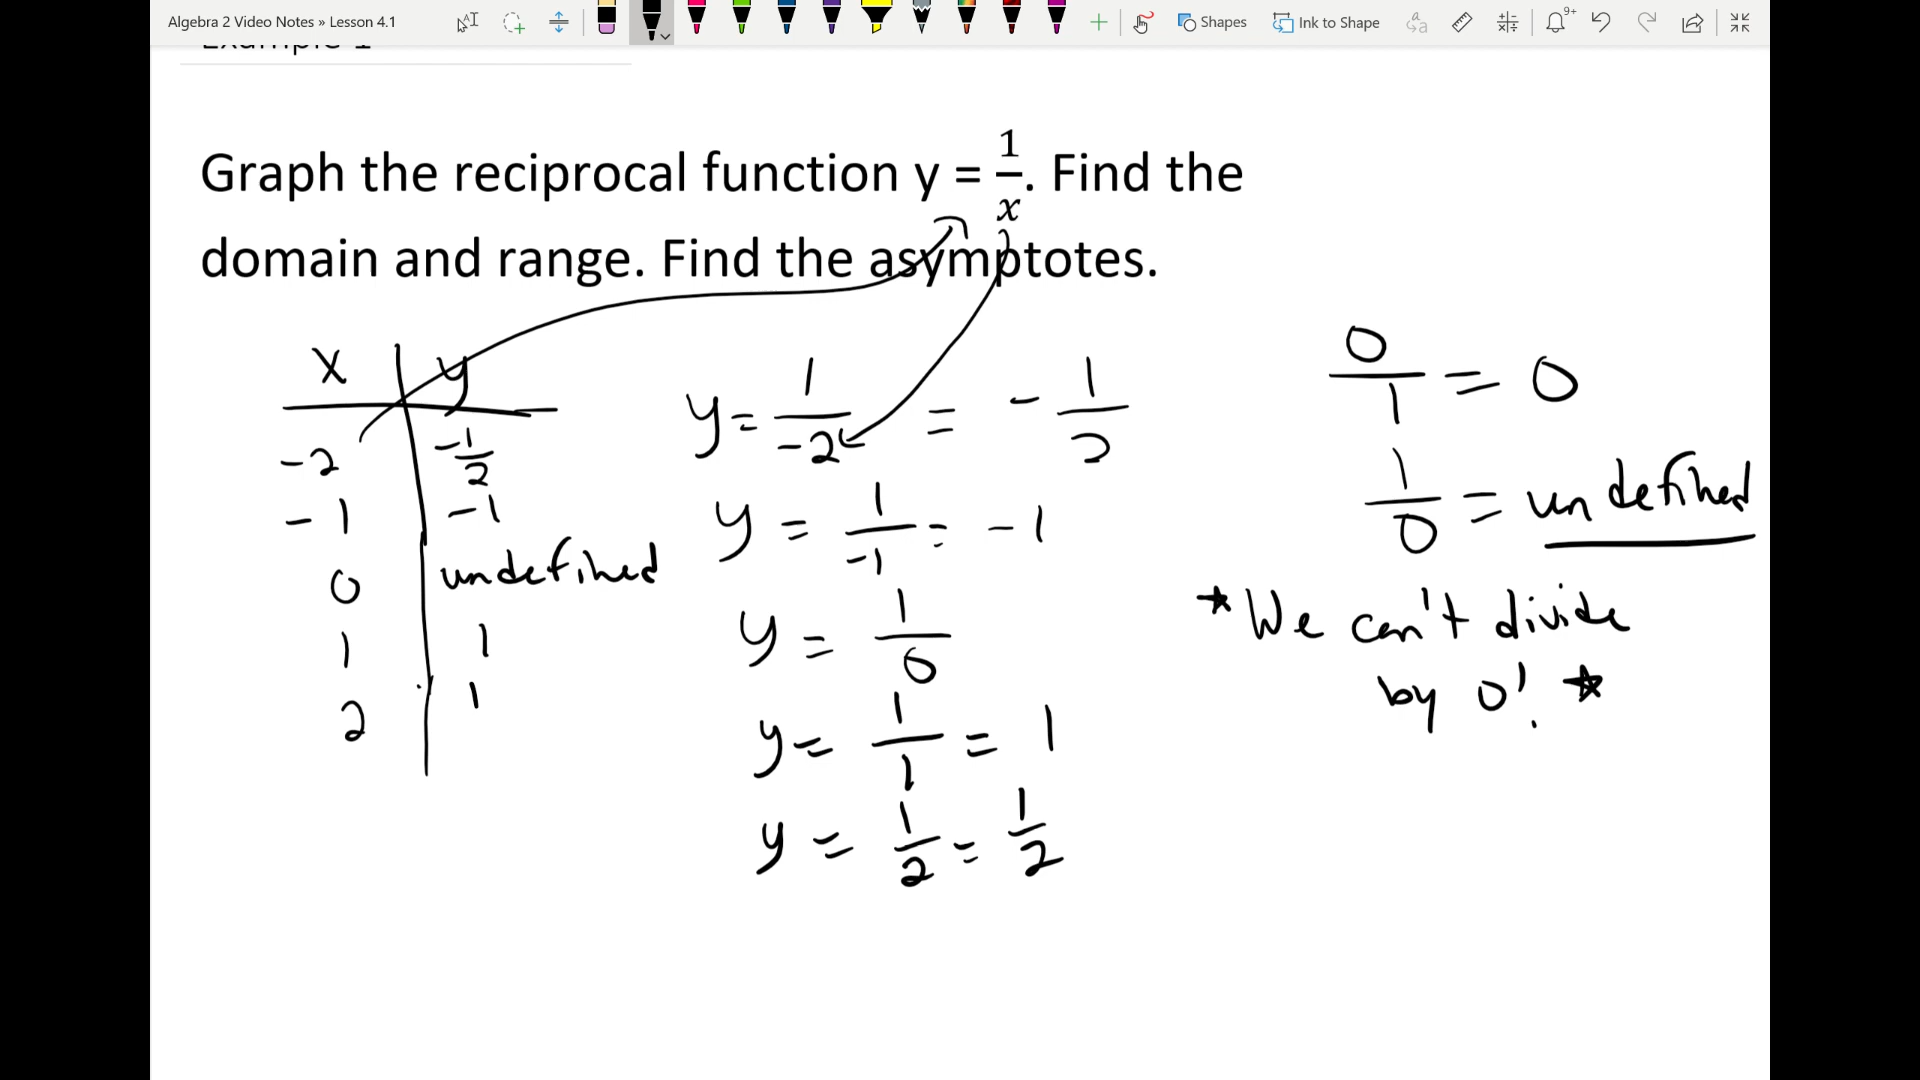 Algebra 2 Video Notes » Lesson 4.1
9+
Shapes
Ink to Shape
Example 1
Graph the reciprocal function y = 1/x. Find the
domain and range. Find the asymptotes.
x y
-2 -1/2
-1 -1
0 undefined
1 1
2 1
y = 1/-2 = -1/2
y = 1/-1 = -1
y = 1/0
y = 1/1 = 1
y = 1/2 = 1/2
0/1 = 0
1/0 = undefined
* We can't divide
by 0! *